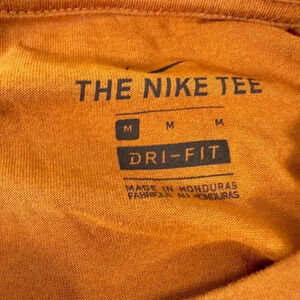 THE NIKE TEE
M M M
DRI-FIT
MADE IN HONDURAS
FABRIQUÉ AU HONDURAS